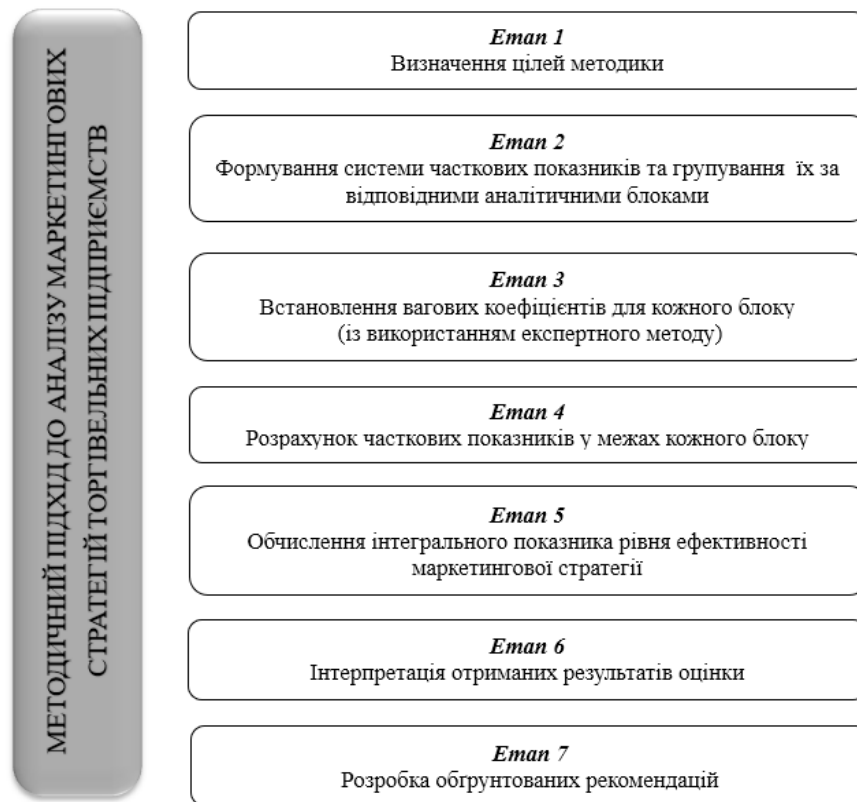 МЕТОДИЧНИЙ ПІДХІД ДО АНАЛІЗУ МАРКЕТИНГОВИХ
СТРАТЕГІЙ ТОРГІВЕЛЬНИХ ПІДПРИЄМСТВ
Етап 1
Визначення цілей методики
Етап 2
Формування системи часткових показників та групування їх за
відповідними аналітичними блоками
Етап 3
Встановлення вагових коефіцієнтів для кожного блоку
(із використанням експертного методу)
Етап 4
Розрахунок часткових показників у межах кожного блоку
Етап 5
Обчислення інтегрального показника рівня ефективності
маркетингової стратегії
Етап 6
Інтерпретація отриманих результатів оцінки
Етап 7
Розробка обґрунтованих рекомендацій